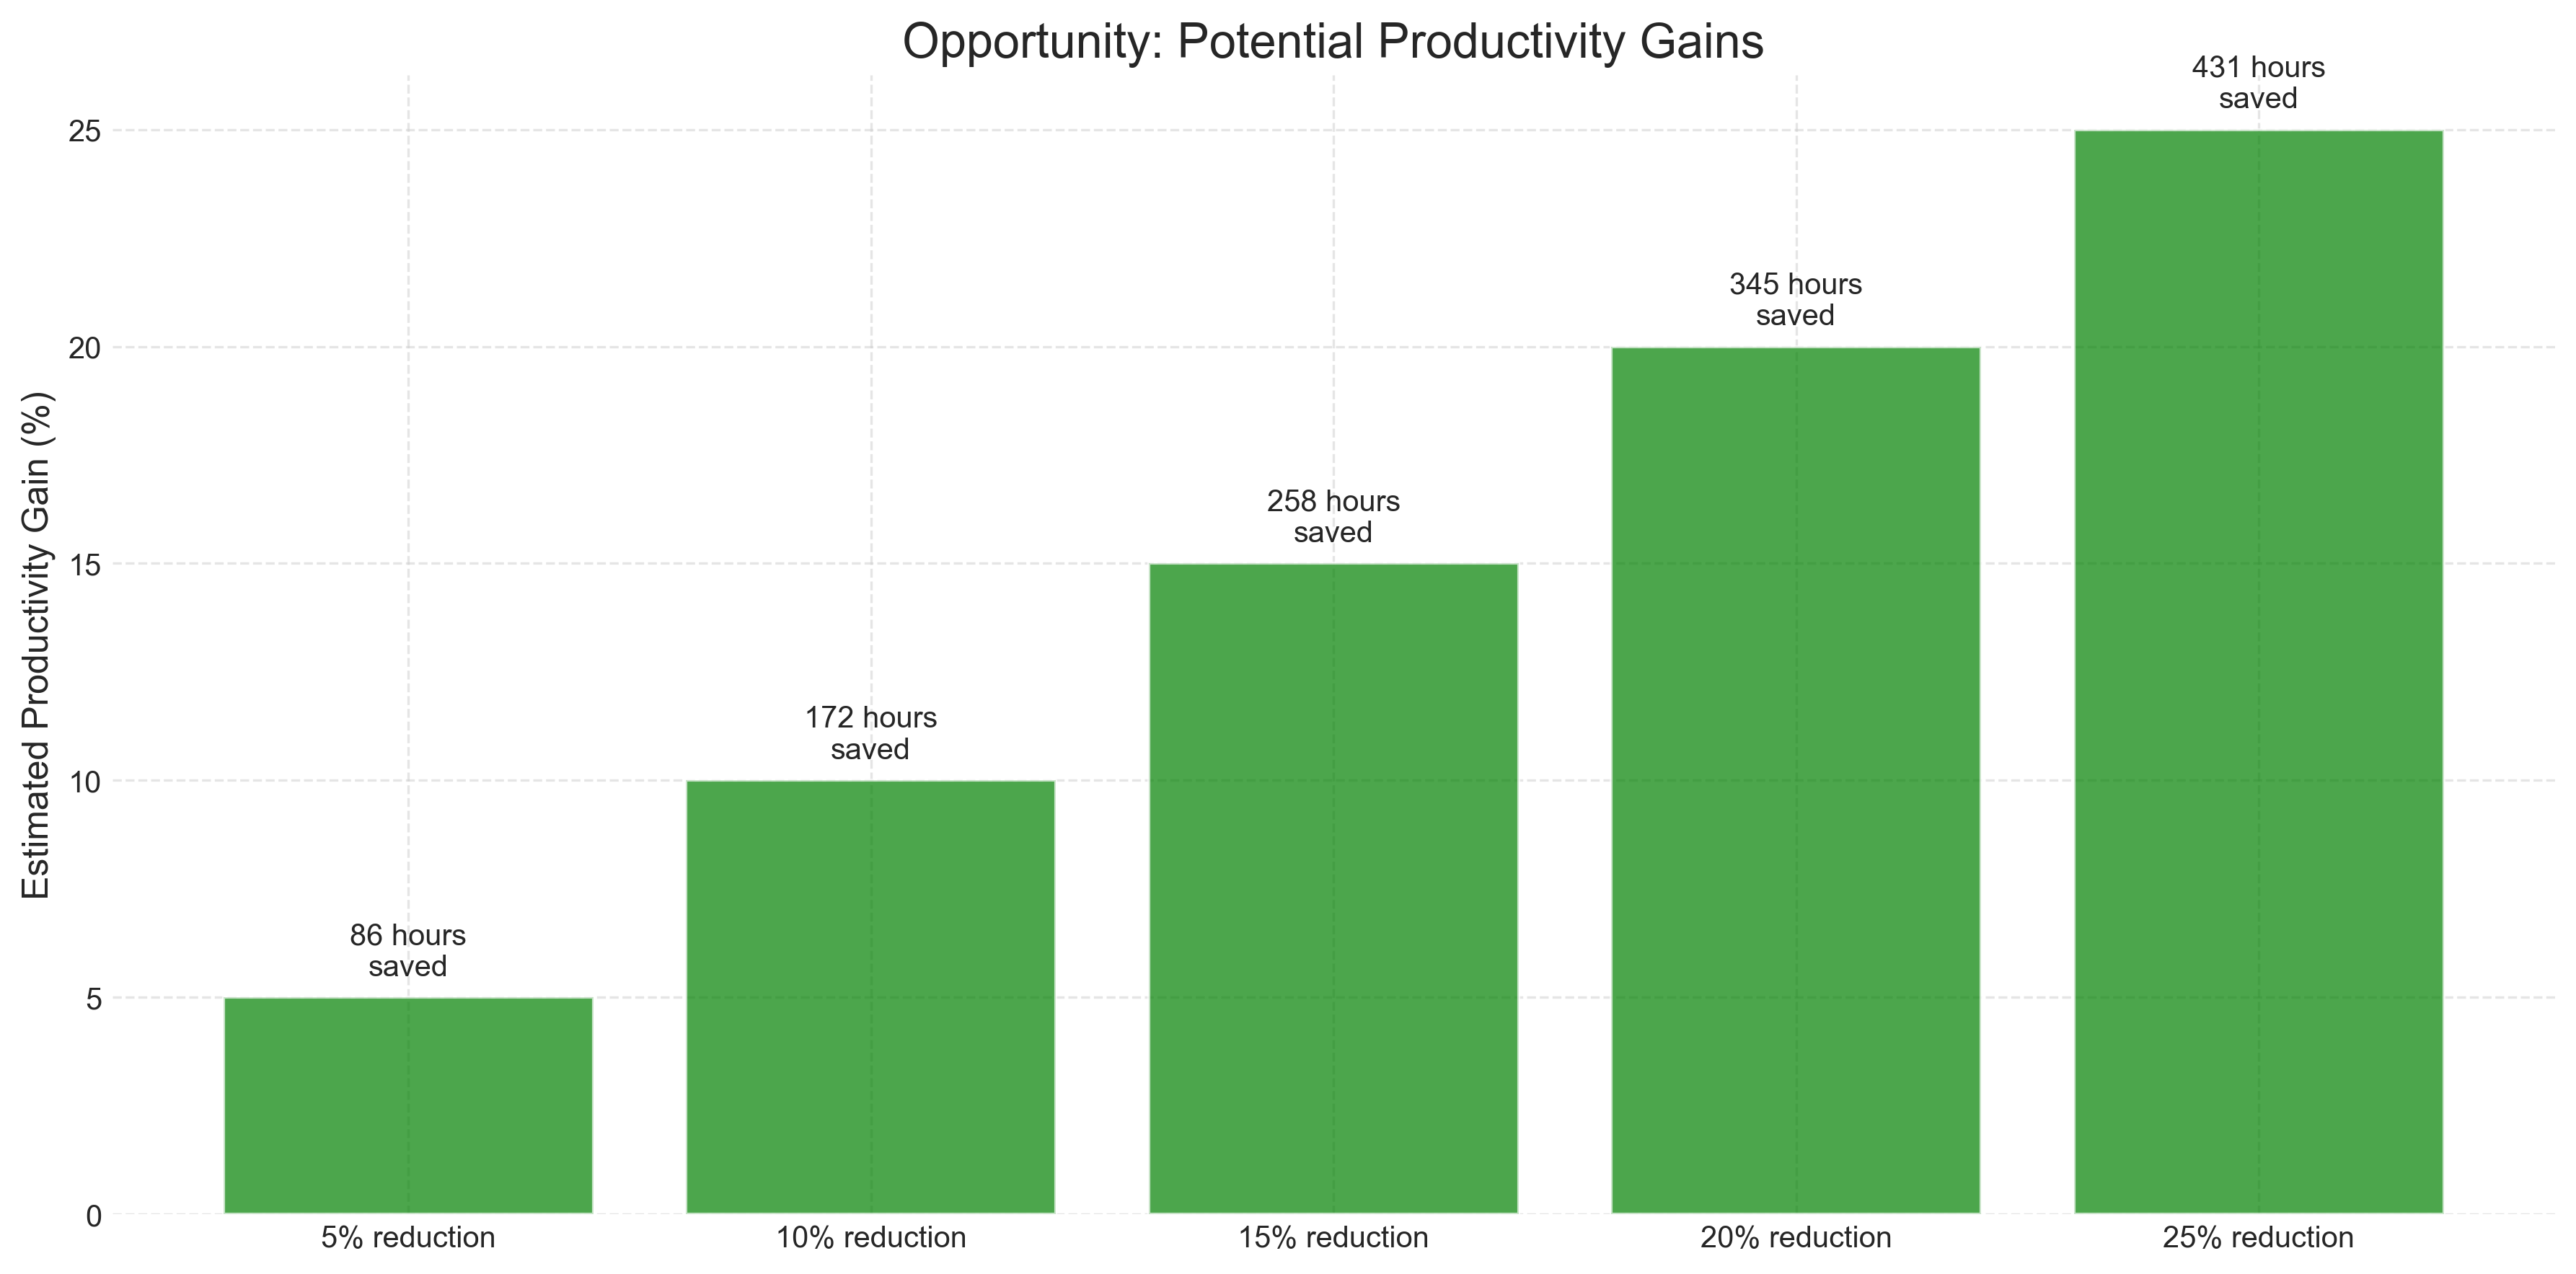 Opportunity: Potential Productivity Gains
Estimated Productivity Gain (%)
25
20
15
10
5
0
86 hours
saved
172 hours
saved
258 hours
saved
345 hours
saved
431 hours
saved
5% reduction
10% reduction
15% reduction
20% reduction
25% reduction